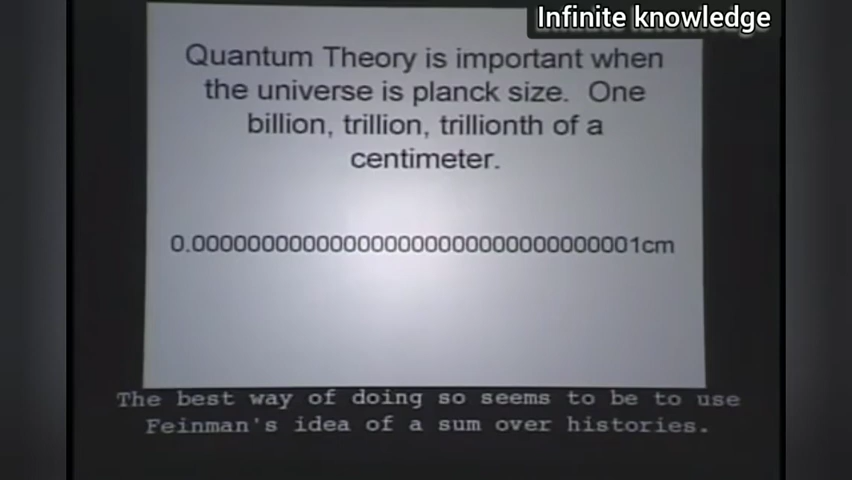 Infinite knowledge
Quantum Theory is important when
the universe is planck size. One
billion, trillion, trillionth of a
centimeter.
0.000000000000000000000000000000001cm
The best way of doing so seems to be to use
Feinman's idea of a sum over histories.